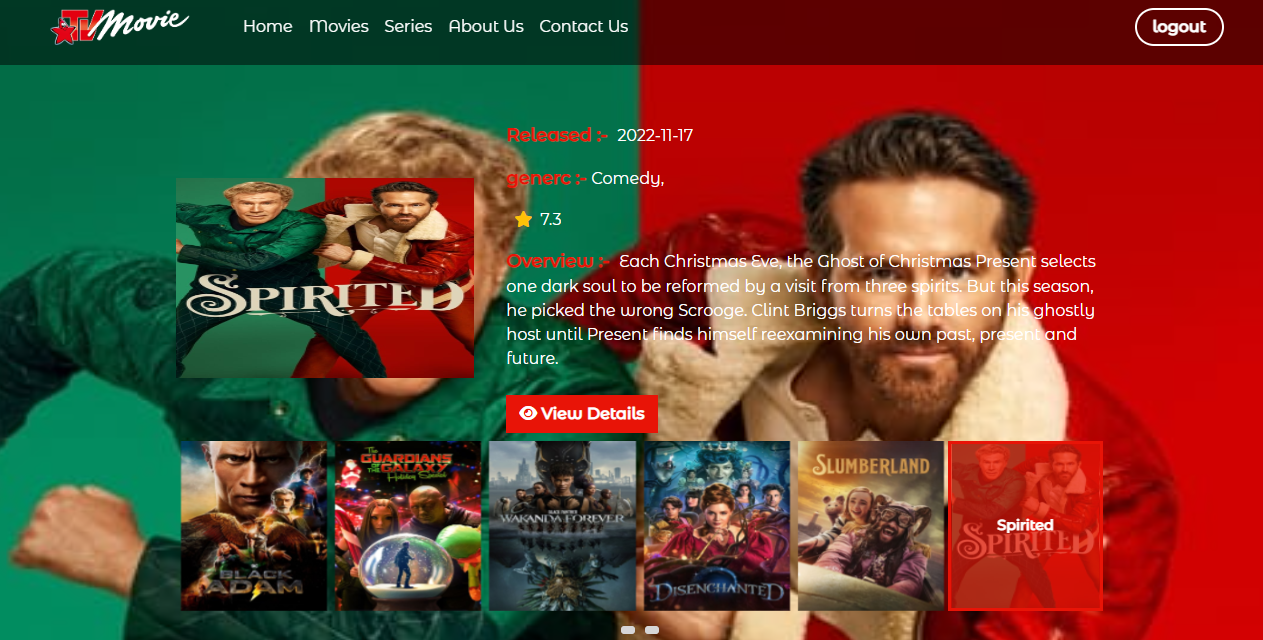 TVMovie
Home Movies Series About Us Contact Us
logout
Released :- 2022-11-17
generc :- Comedy,
7.3
Overview :- Each Christmas Eve, the Ghost of Christmas Present selects
one dark soul to be reformed by a visit from three spirits. But this season,
he picked the wrong Scrooge. Clint Briggs turns the tables on his ghostly
host until Present finds himself reexamining his own past, present and
future.
SPIRITED
View Details
BLACK
ADAM
The
GUARDIANS
OF THE GALAXY
Holiday Special
BLACK PANTHER
WAKANDA FOREVER
DISENCHANTED
SLUMBERLAND
Spirited
SPIRITED